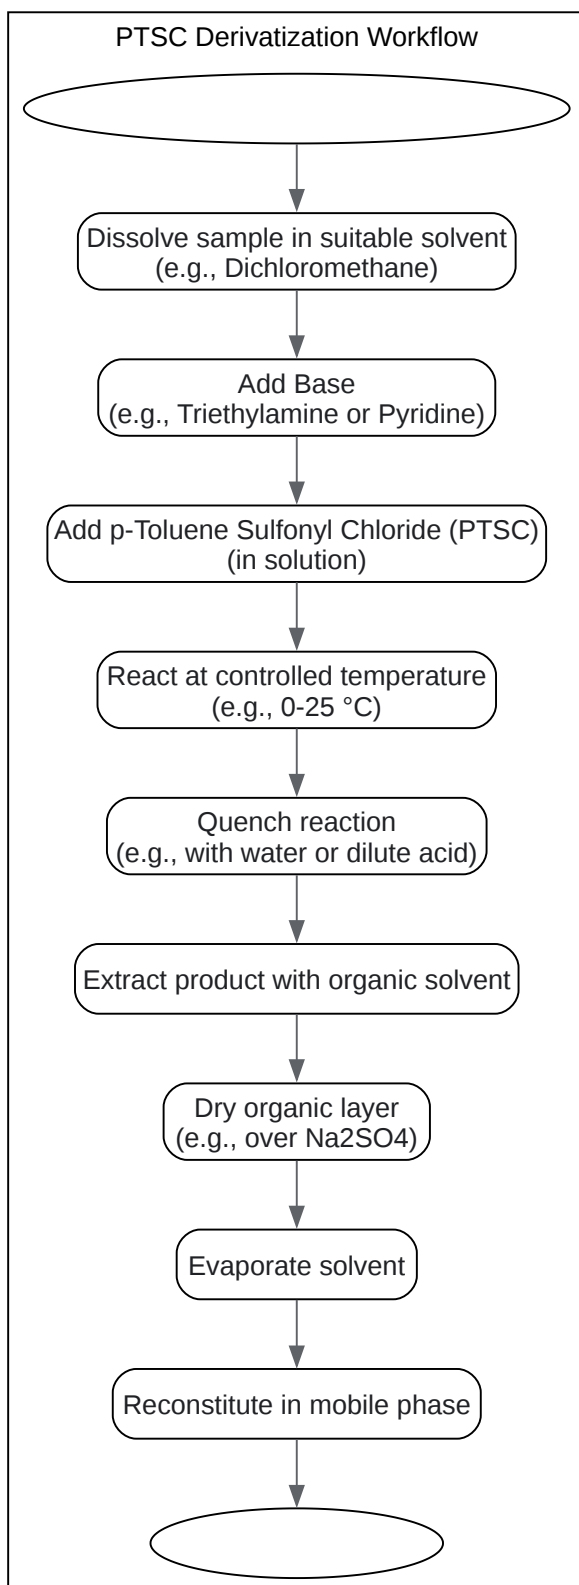 PTSC Derivatization Workflow
Dissolve sample in suitable solvent
(e.g., Dichloromethane)
Add Base
(e.g., Triethylamine or Pyridine)
Add p-Toluene Sulfonyl Chloride (PTSC)
(in solution)
React at controlled temperature
(e.g., 0-25 °C)
Quench reaction
(e.g., with water or dilute acid)
Extract product with organic solvent
Dry organic layer
(e.g., over Na2SO4)
Evaporate solvent
Reconstitute in mobile phase